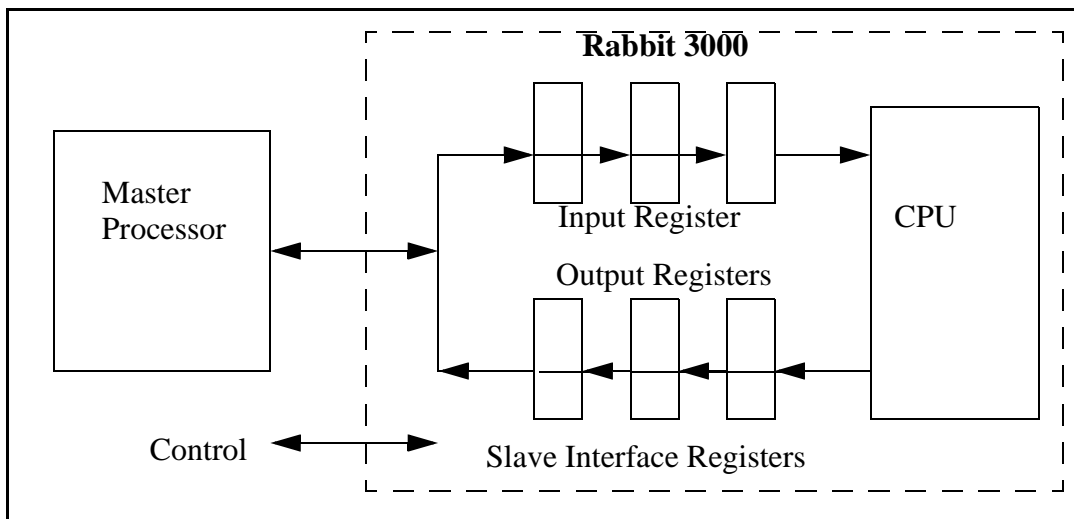 Rabbit 3000
Master
Processor
Input Register
CPU
Output Registers
Control
Slave Interface Registers